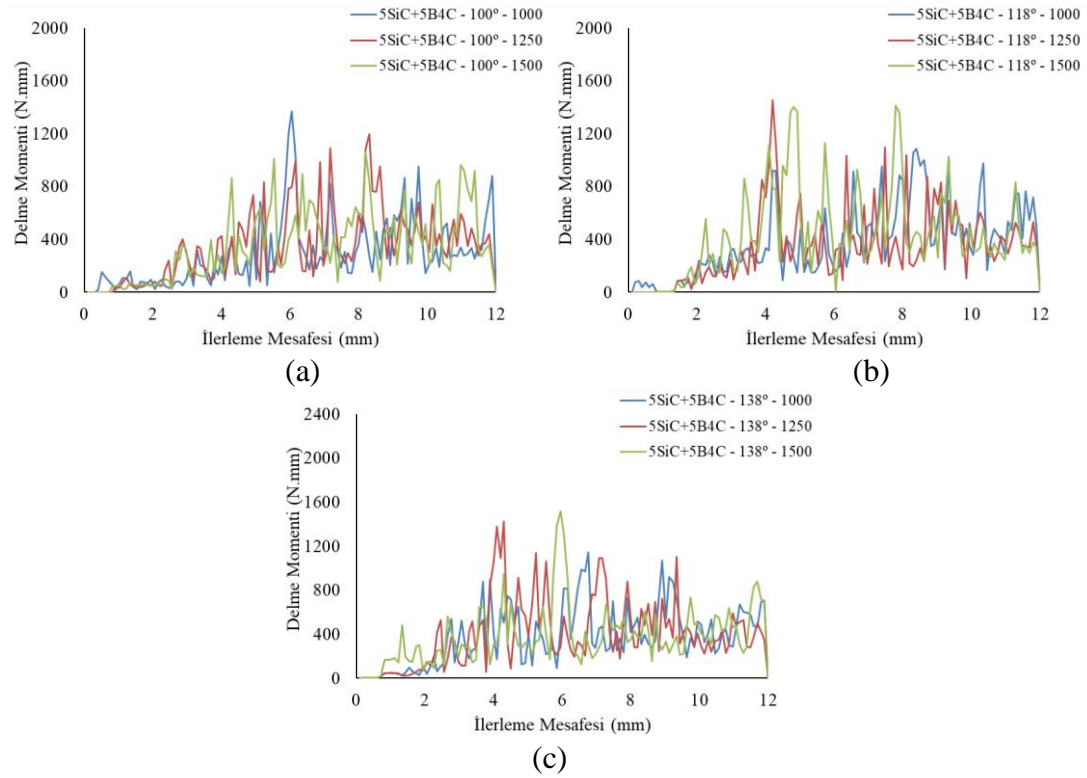 2000
1600
1200
800
400
0
Delme Momenti (N.mm)
5SiC+5B4C - 100º - 1000
5SiC+5B4C - 100º - 1250
5SiC+5B4C - 100º - 1500
0 2 4 6 8 10 12
İlerleme Mesafesi (mm)
(a)
2000
1600
1200
800
400
0
Delme Momenti (N.mm)
5SiC+5B4C - 118º - 1000
5SiC+5B4C - 118º - 1250
5SiC+5B4C - 118º - 1500
0 2 4 6 8 10 12
İlerleme Mesafesi (mm)
(b)
2400
2000
1600
1200
800
400
0
Delme Momenti (N.mm)
5SiC+5B4C - 138º - 1000
5SiC+5B4C - 138º - 1250
5SiC+5B4C - 138º - 1500
0 2 4 6 8 10 12
İlerleme Mesafesi (mm)
(c)